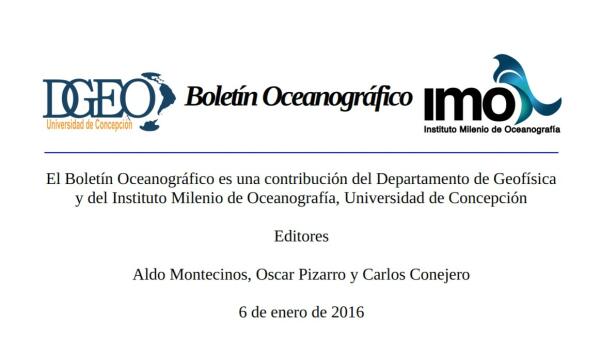 DGEO
Universidad de Concepción
Boletín Oceanográfico
imo
Instituto Milenio de Oceanografía
El Boletín Oceanográfico es una contribución del Departamento de Geofísica
y del Instituto Milenio de Oceanografía, Universidad de Concepción
Editores
Aldo Montecinos, Oscar Pizarro y Carlos Conejero
6 de enero de 2016